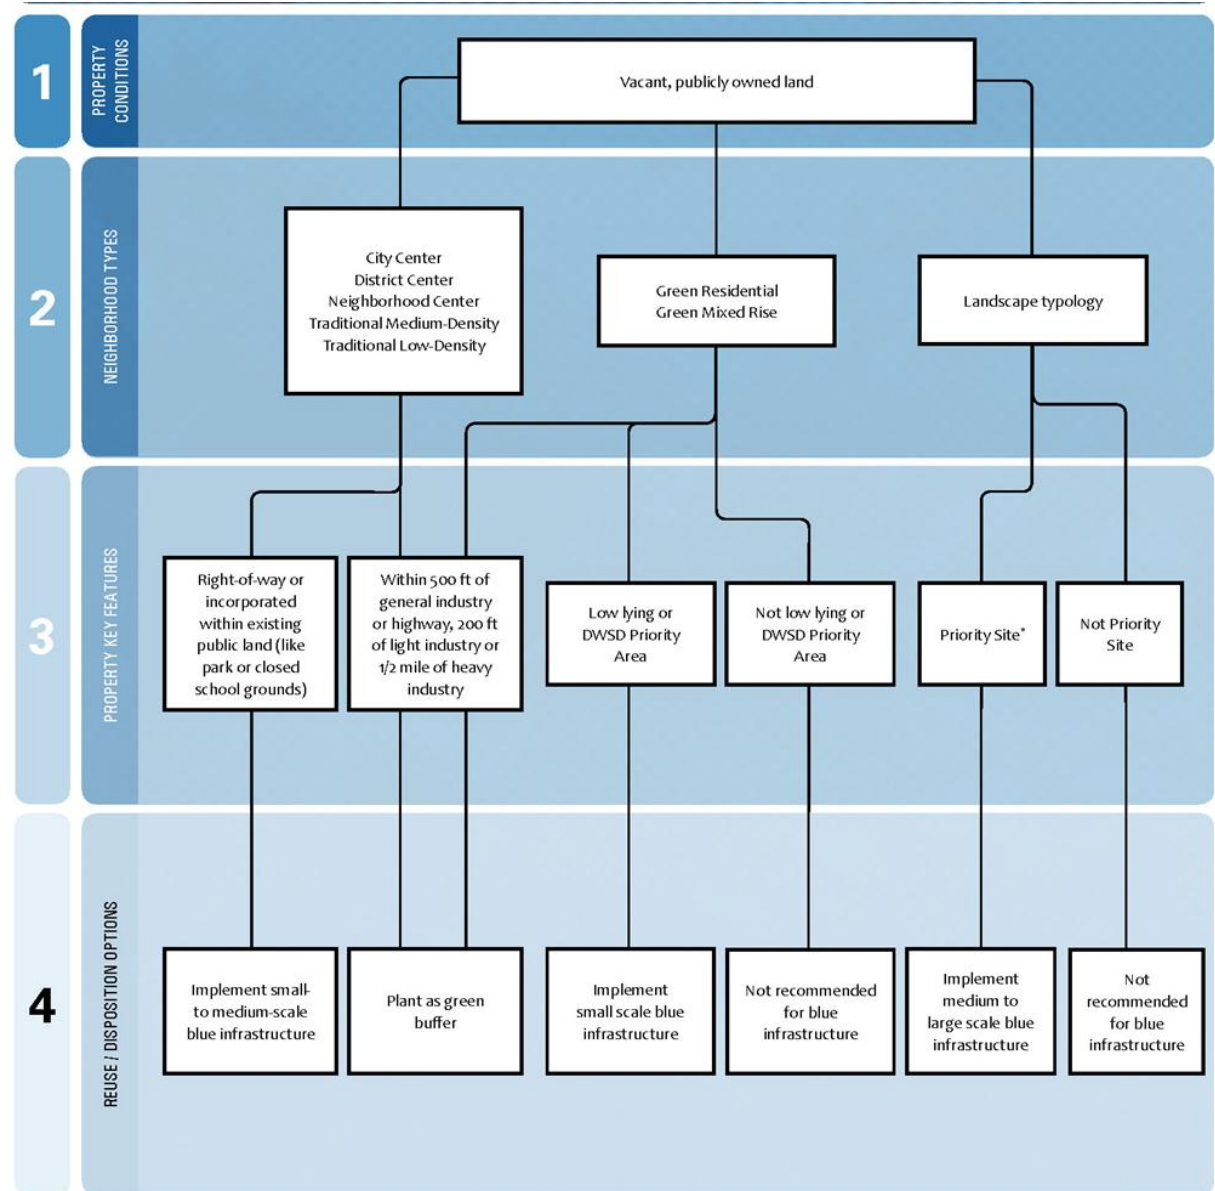 1
PROPERTY
CONDITIONS
Vacant, publicly owned land
2
NEIGHBORHOOD TYPES
City Center
District Center
Neighborhood Center
Traditional Medium-Density
Traditional Low-Density
Green Residential
Green Mixed Rise
Landscape typology
3
PROPERTY KEY FEATURES
Right-of-way or
incorporated
within existing
public land (like
park or closed
school grounds)
Within 500 ft of
general industry
or highway, 200 ft
of light industry or
1/2 mile of heavy
industry
Low lying or
DWSD Priority
Area
Not low lying or
DWSD Priority
Area
Priority Site*
Not Priority
Site
4
REUSE / DISPOSITION OPTIONS
Implement small-
to medium-scale
blue infrastructure
Plant as green
buffer
Implement
small scale blue
infrastructure
Not recommended
for blue
infrastructure
Implement
medium to
large scale blue
infrastructure
Not
recommended
for blue
infrastructure